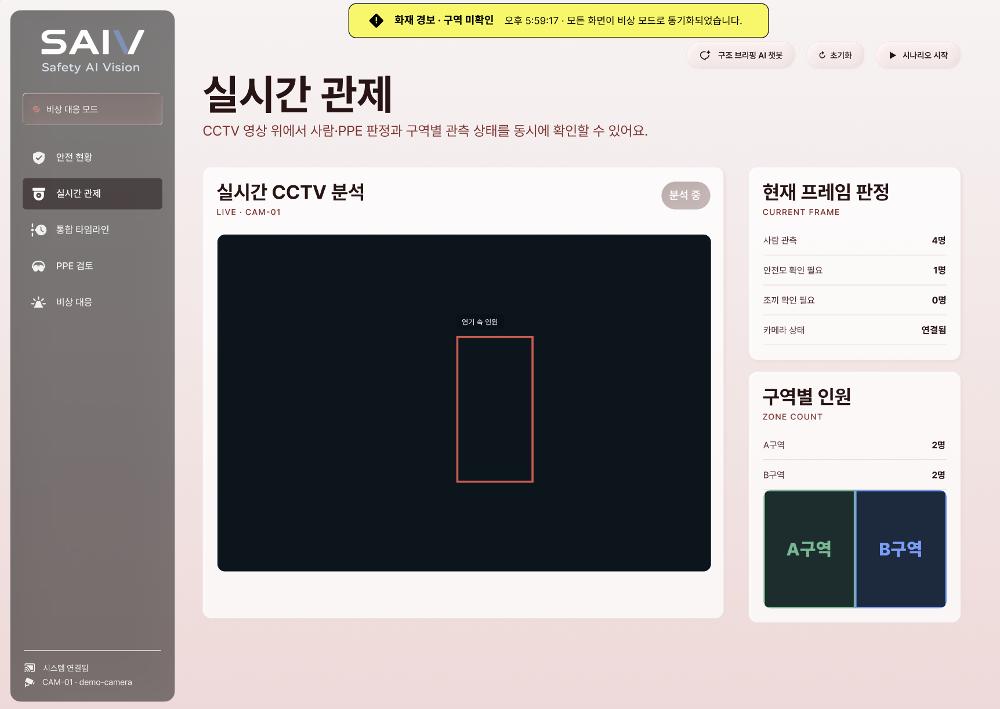 화재 경보 · 구역 미확인 오후 5:59:17 · 모든 화면이 비상 모드로 동기화되었습니다.
SAIV
Safety AI Vision
비상 대응 모드
안전 현황
실시간 관제
통합 타임라인
PPE 검토
비상 대응
시스템 연결됨
CAM-01 · demo-camera
구조 브리핑 AI 챗봇
초기화
시나리오 시작
실시간 관제
CCTV 영상 위에서 사람·PPE 판정과 구역별 관측 상태를 동시에 확인할 수 있어요.
실시간 CCTV 분석
LIVE · CAM-01
분석 중
연기 속 인원
현재 프레임 판정
CURRENT FRAME
사람 관측 4명
안전모 확인 필요 1명
조끼 확인 필요 0명
카메라 상태 연결됨
구역별 인원
ZONE COUNT
A구역 2명
B구역 2명
A구역
B구역